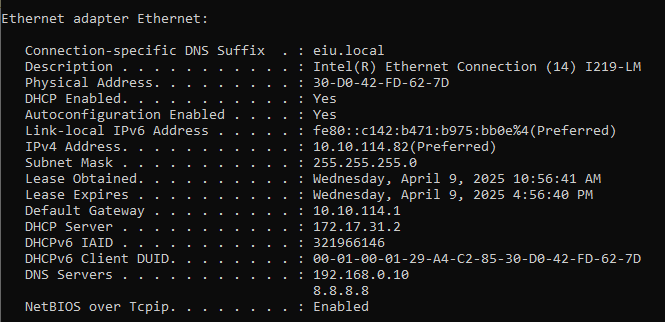 Ethernet adapter Ethernet:
Connection-specific DNS Suffix  . : eiu.local
Description . . . . . . . . . . . : Intel(R) Ethernet Connection (14) I219-LM
Physical Address. . . . . . . . . : 30-D0-42-FD-62-7D
DHCP Enabled. . . . . . . . . . . : Yes
Autoconfiguration Enabled . . . . : Yes
Link-local IPv6 Address . . . . . : fe80::c142:b471:b975:bb0e%4(Preferred)
IPv4 Address. . . . . . . . . . . : 10.10.114.82(Preferred)
Subnet Mask . . . . . . . . . . . : 255.255.255.0
Lease Obtained. . . . . . . . . . : Wednesday, April 9, 2025 10:56:41 AM
Lease Expires . . . . . . . . . . : Wednesday, April 9, 2025 4:56:40 PM
Default Gateway . . . . . . . . . : 10.10.114.1
DHCP Server . . . . . . . . . . . : 172.17.31.2
DHCPv6 IAID . . . . . . . . . . . : 321966146
DHCPv6 Client DUID. . . . . . . . : 00-01-00-01-29-A4-C2-85-30-D0-42-FD-62-7D
DNS Servers . . . . . . . . . . . : 192.168.0.10
8.8.8.8
NetBIOS over Tcpip. . . . . . . . : Enabled